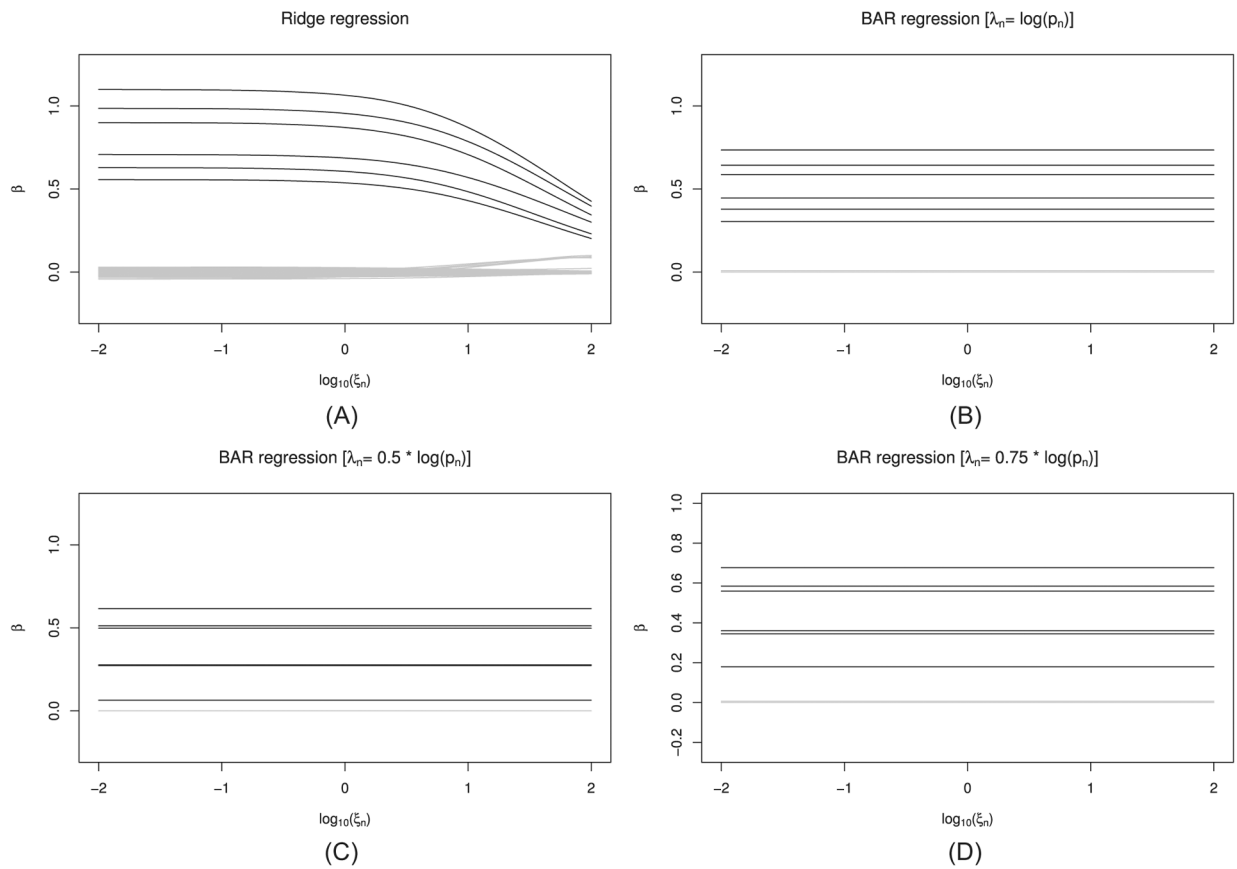 Ridge regression
1.0
0.5
0.0
β
−2 −1 0 1 2
log₁₀(ξₙ)
(A)
BAR regression [λₙ= log(pₙ)]
1.0
0.5
0.0
β
−2 −1 0 1 2
log₁₀(ξₙ)
(B)
BAR regression [λₙ= 0.5 * log(pₙ)]
1.0
0.5
0.0
β
−2 −1 0 1 2
log₁₀(ξₙ)
(C)
BAR regression [λₙ= 0.75 * log(pₙ)]
1.0
0.8
0.6
0.4
0.2
0.0
−0.2
β
−2 −1 0 1 2
log₁₀(ξₙ)
(D)